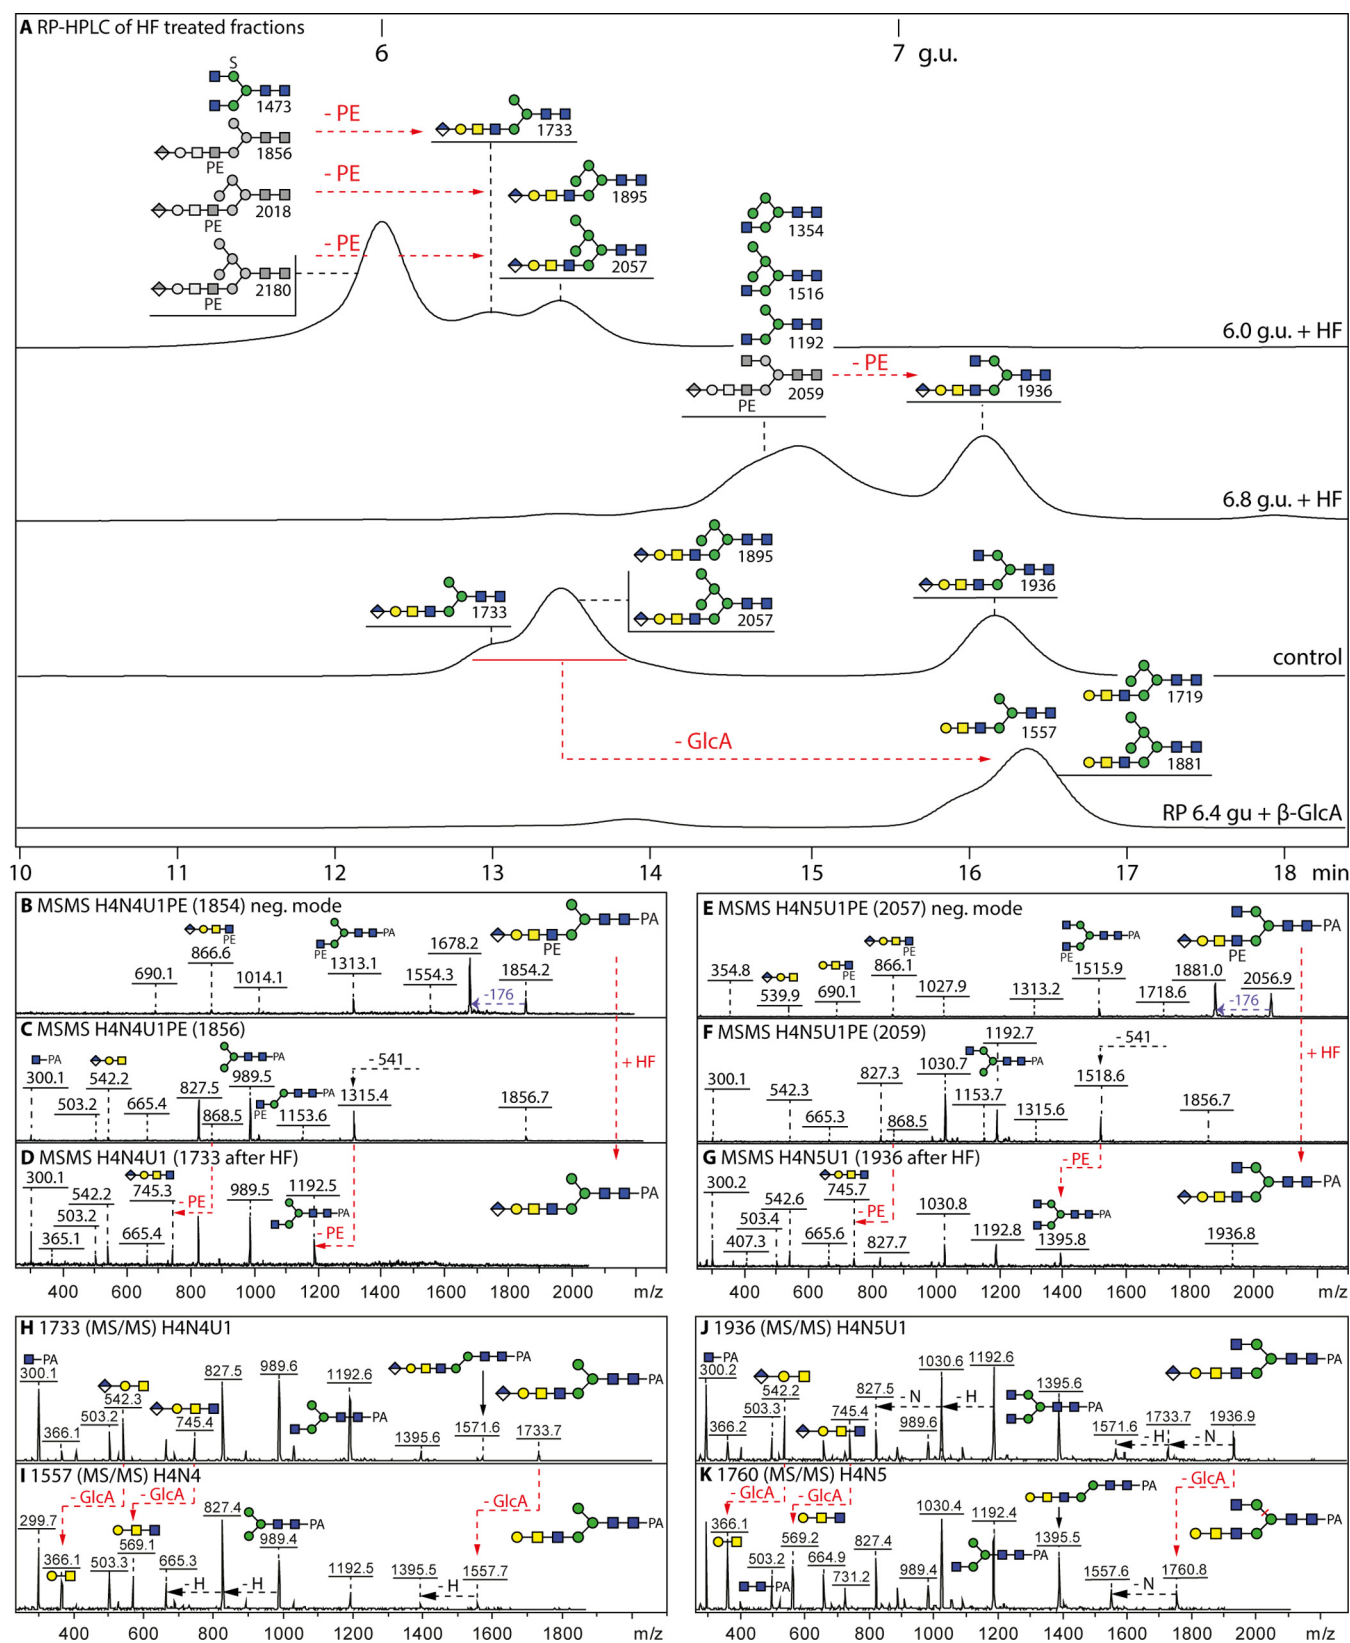 A RP-HPLC of HF treated fractions
6
7 g.u.
S
1473
- PE
1733
1856
PE
- PE
1895
2018
PE
- PE
2057
2180
PE
1354
1516
1192
6.0 g.u. + HF
- PE
2059
PE
1936
6.8 g.u. + HF
1895
1733
2057
1936
control
1719
1557
- GlcA
1881
RP 6.4 gu + β-GlcA
10 11 12 13 14 15 16 17 18 min
B MSMS H4N4U1PE (1854) neg. mode
PA
PE
PE
PA
PE
690.1
866.6
1014.1
1313.1
1554.3
1678.2
1854.2
-176
C MSMS H4N4U1PE (1856)
+ HF
PA
PA
PA
PE
- 541
300.1
503.2
542.2
665.4
827.5
868.5
989.5
1153.6
1315.4
1856.7
D MSMS H4N4U1 (1733 after HF)
300.1
365.1
503.2
542.2
665.4
745.3
- PE
989.5
1192.5
PA
- PE
PA
400 600 800 1000 1200 1400 1600 1800 2000 m/z
E MSMS H4N5U1PE (2057) neg. mode
PA
PE
PE
PE
PA
PE
354.8
539.9
690.1
866.1
1027.9
1313.2
1515.9
1718.6
1881.0
2056.9
-176
F MSMS H4N5U1PE (2059)
+ HF
PA
-541
300.1
542.3
665.3
827.3
868.5
1030.7
1153.7
1192.7
1315.6
1518.6
1856.7
G MSMS H4N5U1 (1936 after HF)
- PE
PA
300.2
407.3
503.4
542.6
665.6
745.7
- PE
827.7
1030.8
1192.8
PA
1395.8
1936.8
400 600 800 1000 1200 1400 1600 1800 2000 m/z
H 1733 (MS/MS) H4N4U1
PA
PA
PA
PA
300.1
366.1
503.2
542.3
745.4
827.5
989.6
1192.6
1395.6
1571.6
1733.7
I 1557 (MS/MS) H4N4
- GlcA
- GlcA
- GlcA
PA
PA
299.7
366.1
503.3
569.1
665.3
- H
827.4
- H
989.4
1192.5
1395.5
- H
1557.7
400 600 800 1000 1200 1400 1600 1800 m/z
J 1936 (MS/MS) H4N5U1
PA
PA
PA
300.2
366.2
503.3
542.2
745.4
827.5
- N
989.6
1030.6
- H
1192.6
1395.6
1571.6
- H
1733.7
- N
1936.9
K 1760 (MS/MS) H4N5
- GlcA
- GlcA
- GlcA
PA
PA
PA
PA
x
366.1
503.2
569.2
664.9
731.2
827.4
989.4
1030.4
1192.4
1395.5
1557.6
- N
1760.8
400 600 800 1000 1200 1400 1600 1800 2000 m/z